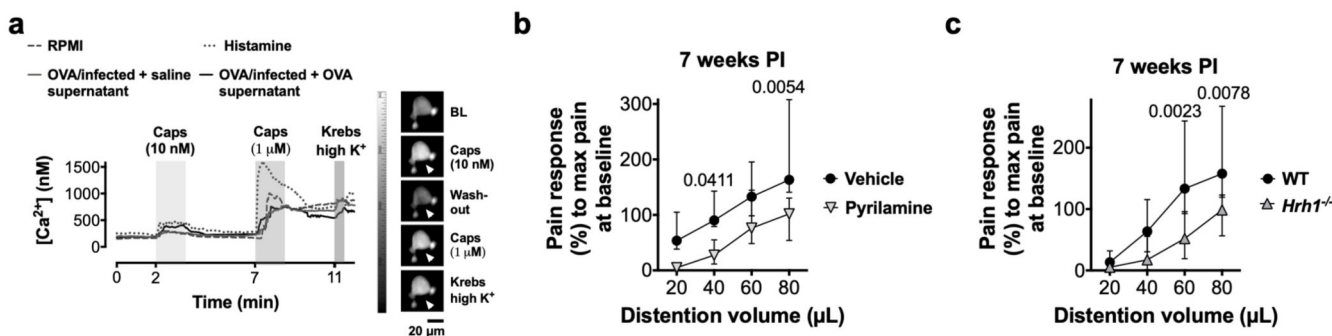 a
RPMI
Histamine
OVA/infected + saline
supernatant
OVA/infected + OVA
supernatant
Caps
(10 nM)
Caps
(1 µM)
Krebs
high K⁺
[Ca²⁺] [nM]
1500
1000
500
100
0
2
7
11
Time (min)
BL
Caps
(10 nM)
Wash-
out
Caps
(1 µM)
Krebs
high K⁺
20 µm
b
7 weeks PI
Pain response
(%) to max pain
at baseline
300
200
100
0
0.0411
0.0054
20
40
60
80
Distention volume (µL)
Vehicle
Pyrilamine
c
7 weeks PI
Pain response
(%) to max pain
at baseline
300
200
100
0
0.0023
0.0078
20
40
60
80
Distention volume (µL)
WT
Hrh1⁻/⁻